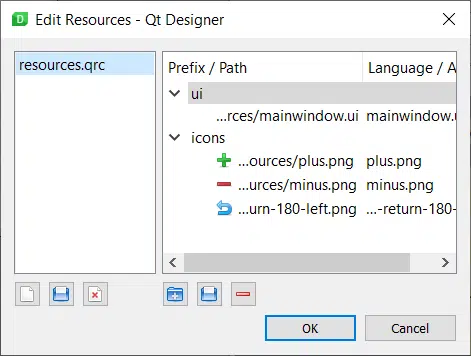 Edit Resources - Qt Designer
resources.qrc
Prefix / Path Language / A
ui
...rces/mainwindow.ui mainwindow.u
icons
...ources/plus.png plus.png
...urces/minus.png minus.png
...urn-180-left.png ...-return-180-
OK Cancel